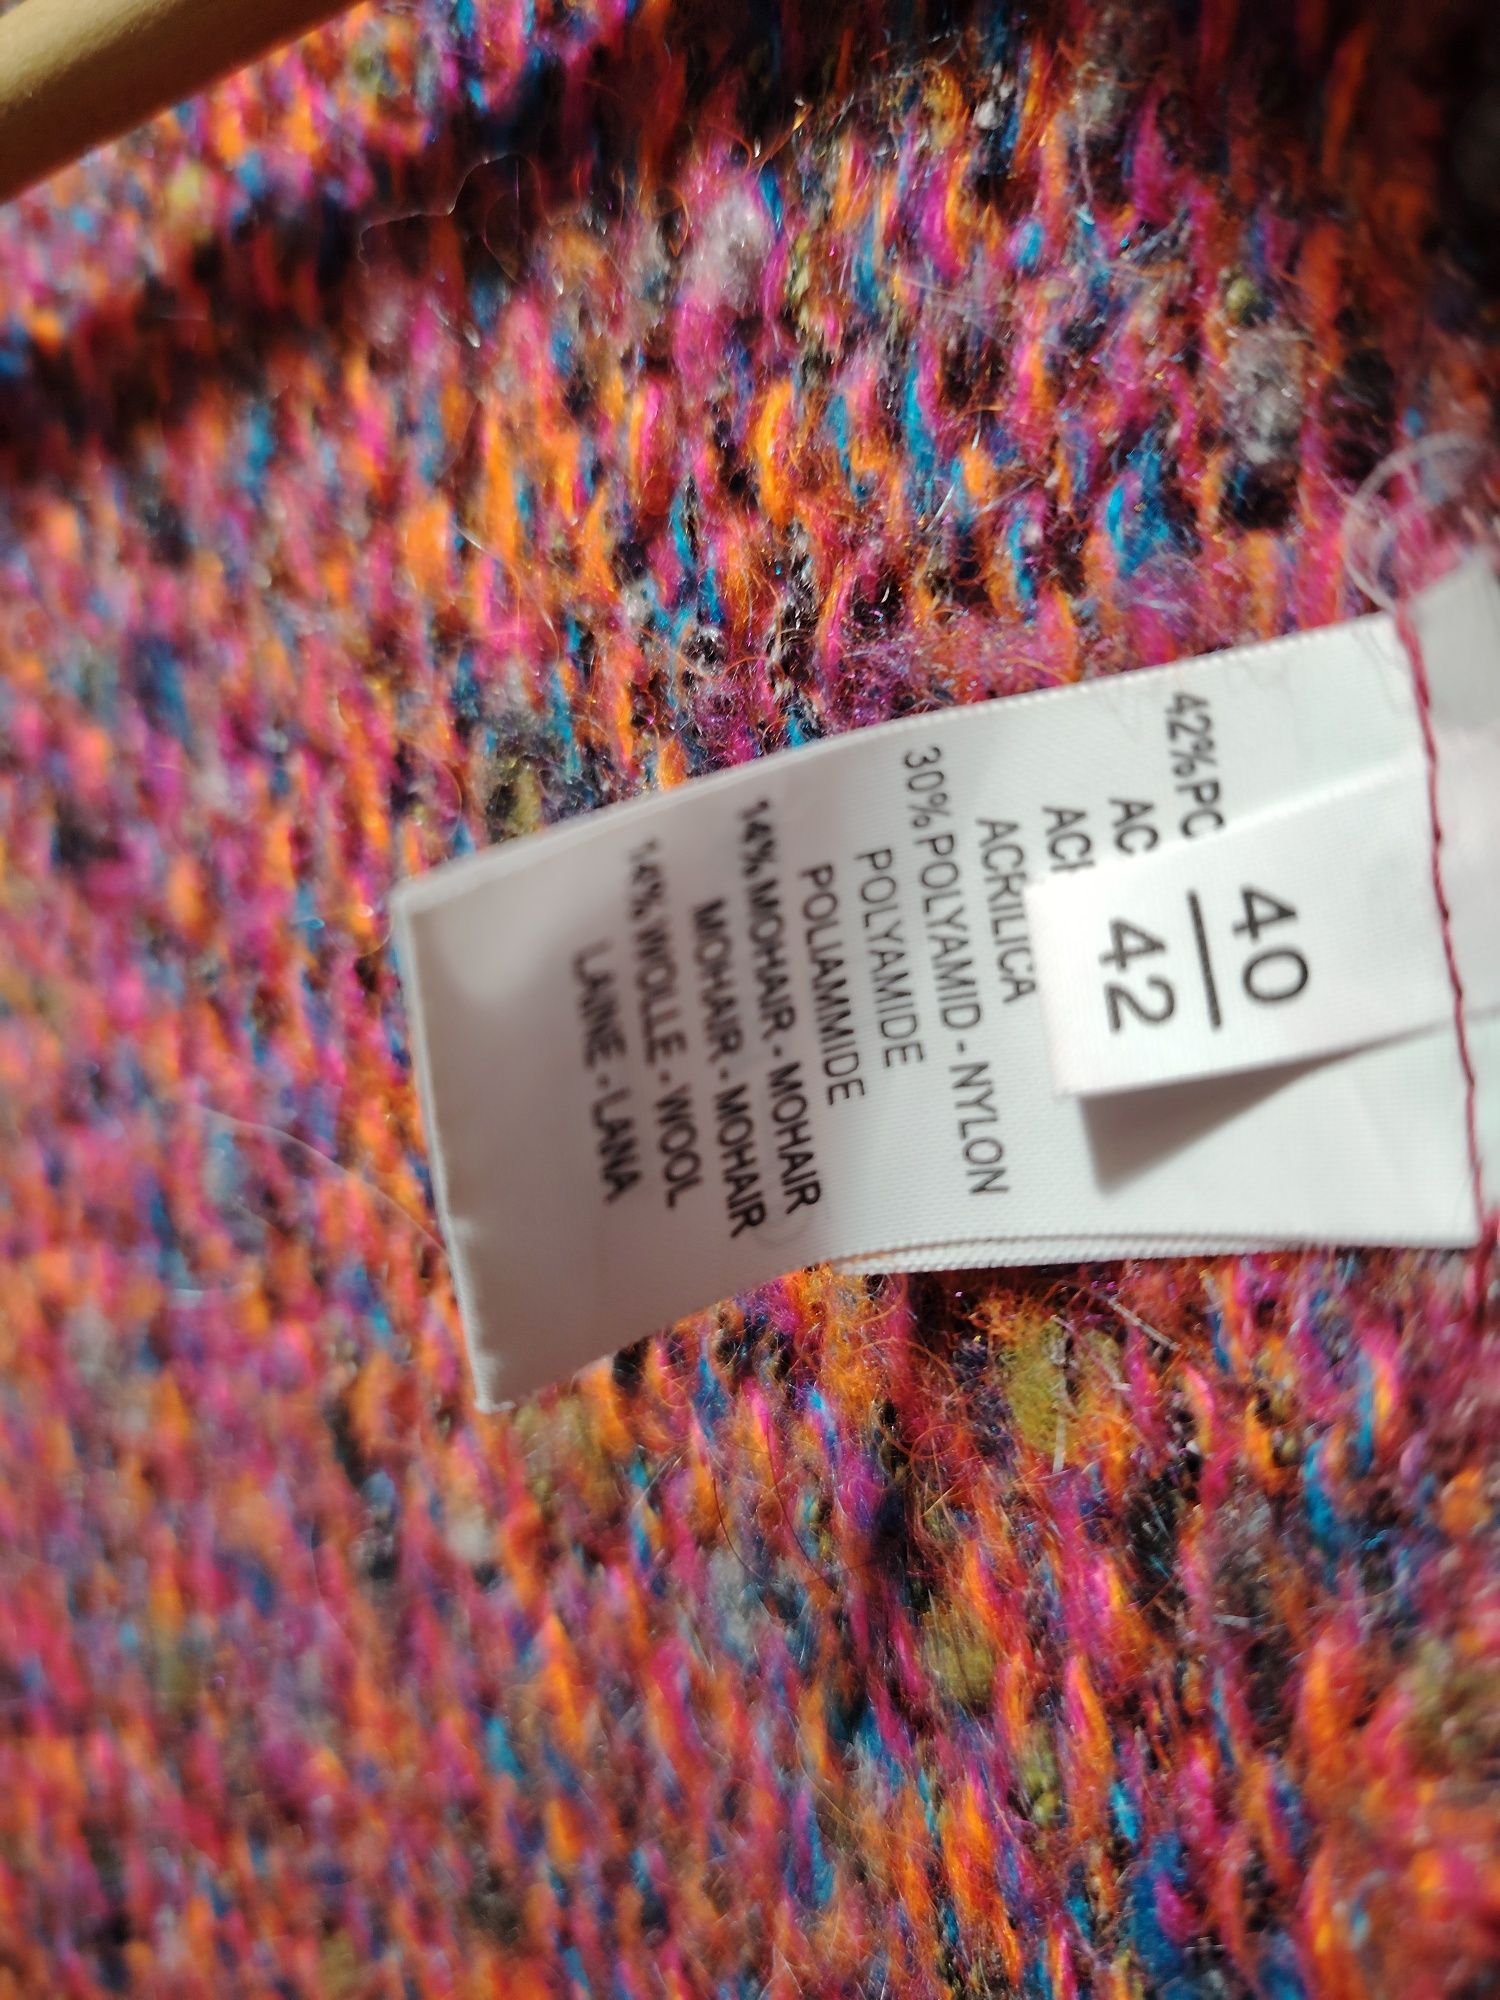 40
42
42%PO
AC
ACI
ACRILICA
30%POLYAMID - NYLON
POLYAMIDE
POLIAMMIDE
14%MOHAIR - MOHAIR
MOHAIR - MOHAIR
14%WOLLE - WOOL
LAINE - LANA